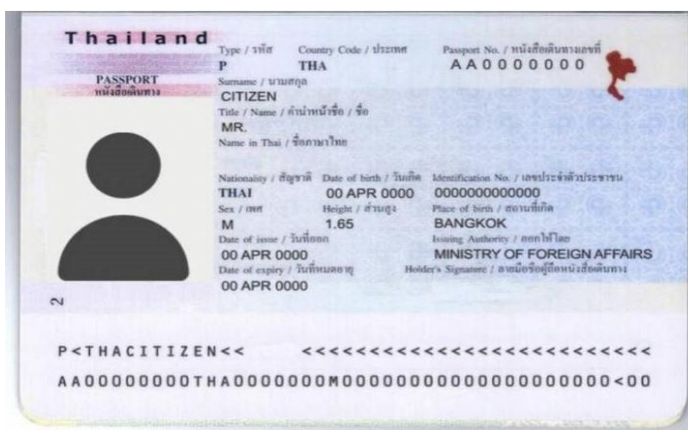 Thailand
PASSPORT
หนังสือเดินทาง
Type / รหัส Country Code / ประเทศ Passport No. / หนังสือเดินทางเลขที่
P THA AA0000000
Surname / นามสกุล
CITIZEN
Title / Name / คำนำหน้าชื่อ / ชื่อ
MR.
Name in Thai / ชื่อภาษาไทย
Nationality / สัญชาติ Date of birth / วันเกิด Identification No. / เลขประจำตัวประชาชน
THAI 00 APR 0000 0000000000000
Sex / เพศ Height / ส่วนสูง Place of birth / สถานที่เกิด
M 1.65 BANGKOK
Date of issue / วันที่ออก Issuing Authority / ออกให้โดย
00 APR 0000 MINISTRY OF FOREIGN AFFAIRS
Date of expiry / วันที่หมดอายุ Holder's Signature / ลายมือชื่อผู้ถือหนังสือเดินทาง
00 APR 0000
2
P<THACITIZEN<< <<<<<<<<<<<<<<<<<<<<<<<<<<
AA00000000THA0000000M00000000000000000000000<00